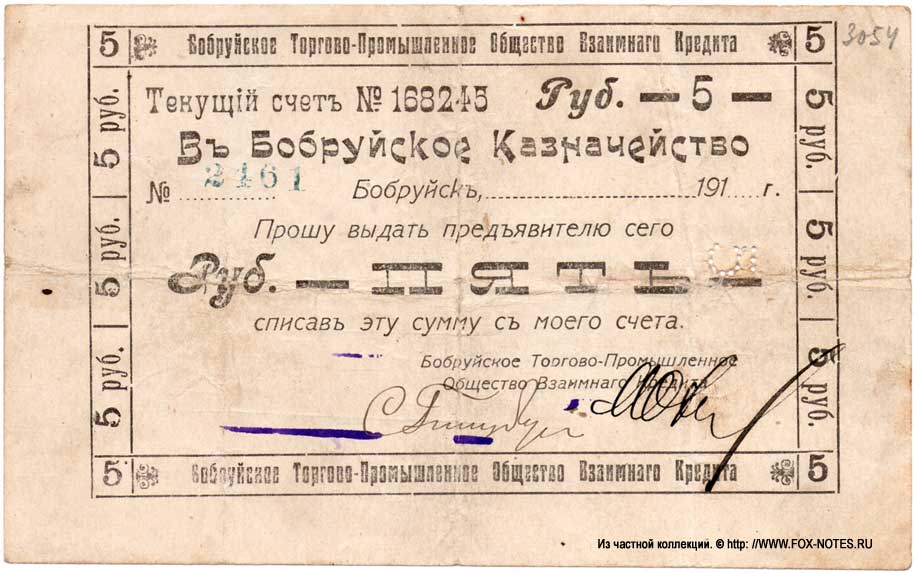 3054
5 Бобруйское Торгово-Промышленное Общество Взаимнаго Кредита 5
Текущій счетъ № 168245 Руб. — 5 —
Въ Бобруйское Казначейство
№ 2461 Бобруйскъ, 191 г.
Прошу выдать предъявителю сего
Руб. — ПЯТЬ —
списавъ эту сумму съ моего счета.
Бобруйское Торгово-Промышленное
Общество Взаимнаго Кредита
5 Бобруйское Торгово-Промышленное Общество Взаимнаго Кредита 5
5 руб. | 5 руб. | 5 руб.
5 руб. | 5 руб. | 5 руб.
Из частной коллекции. © http: //WWW.FOX-NOTES.RU